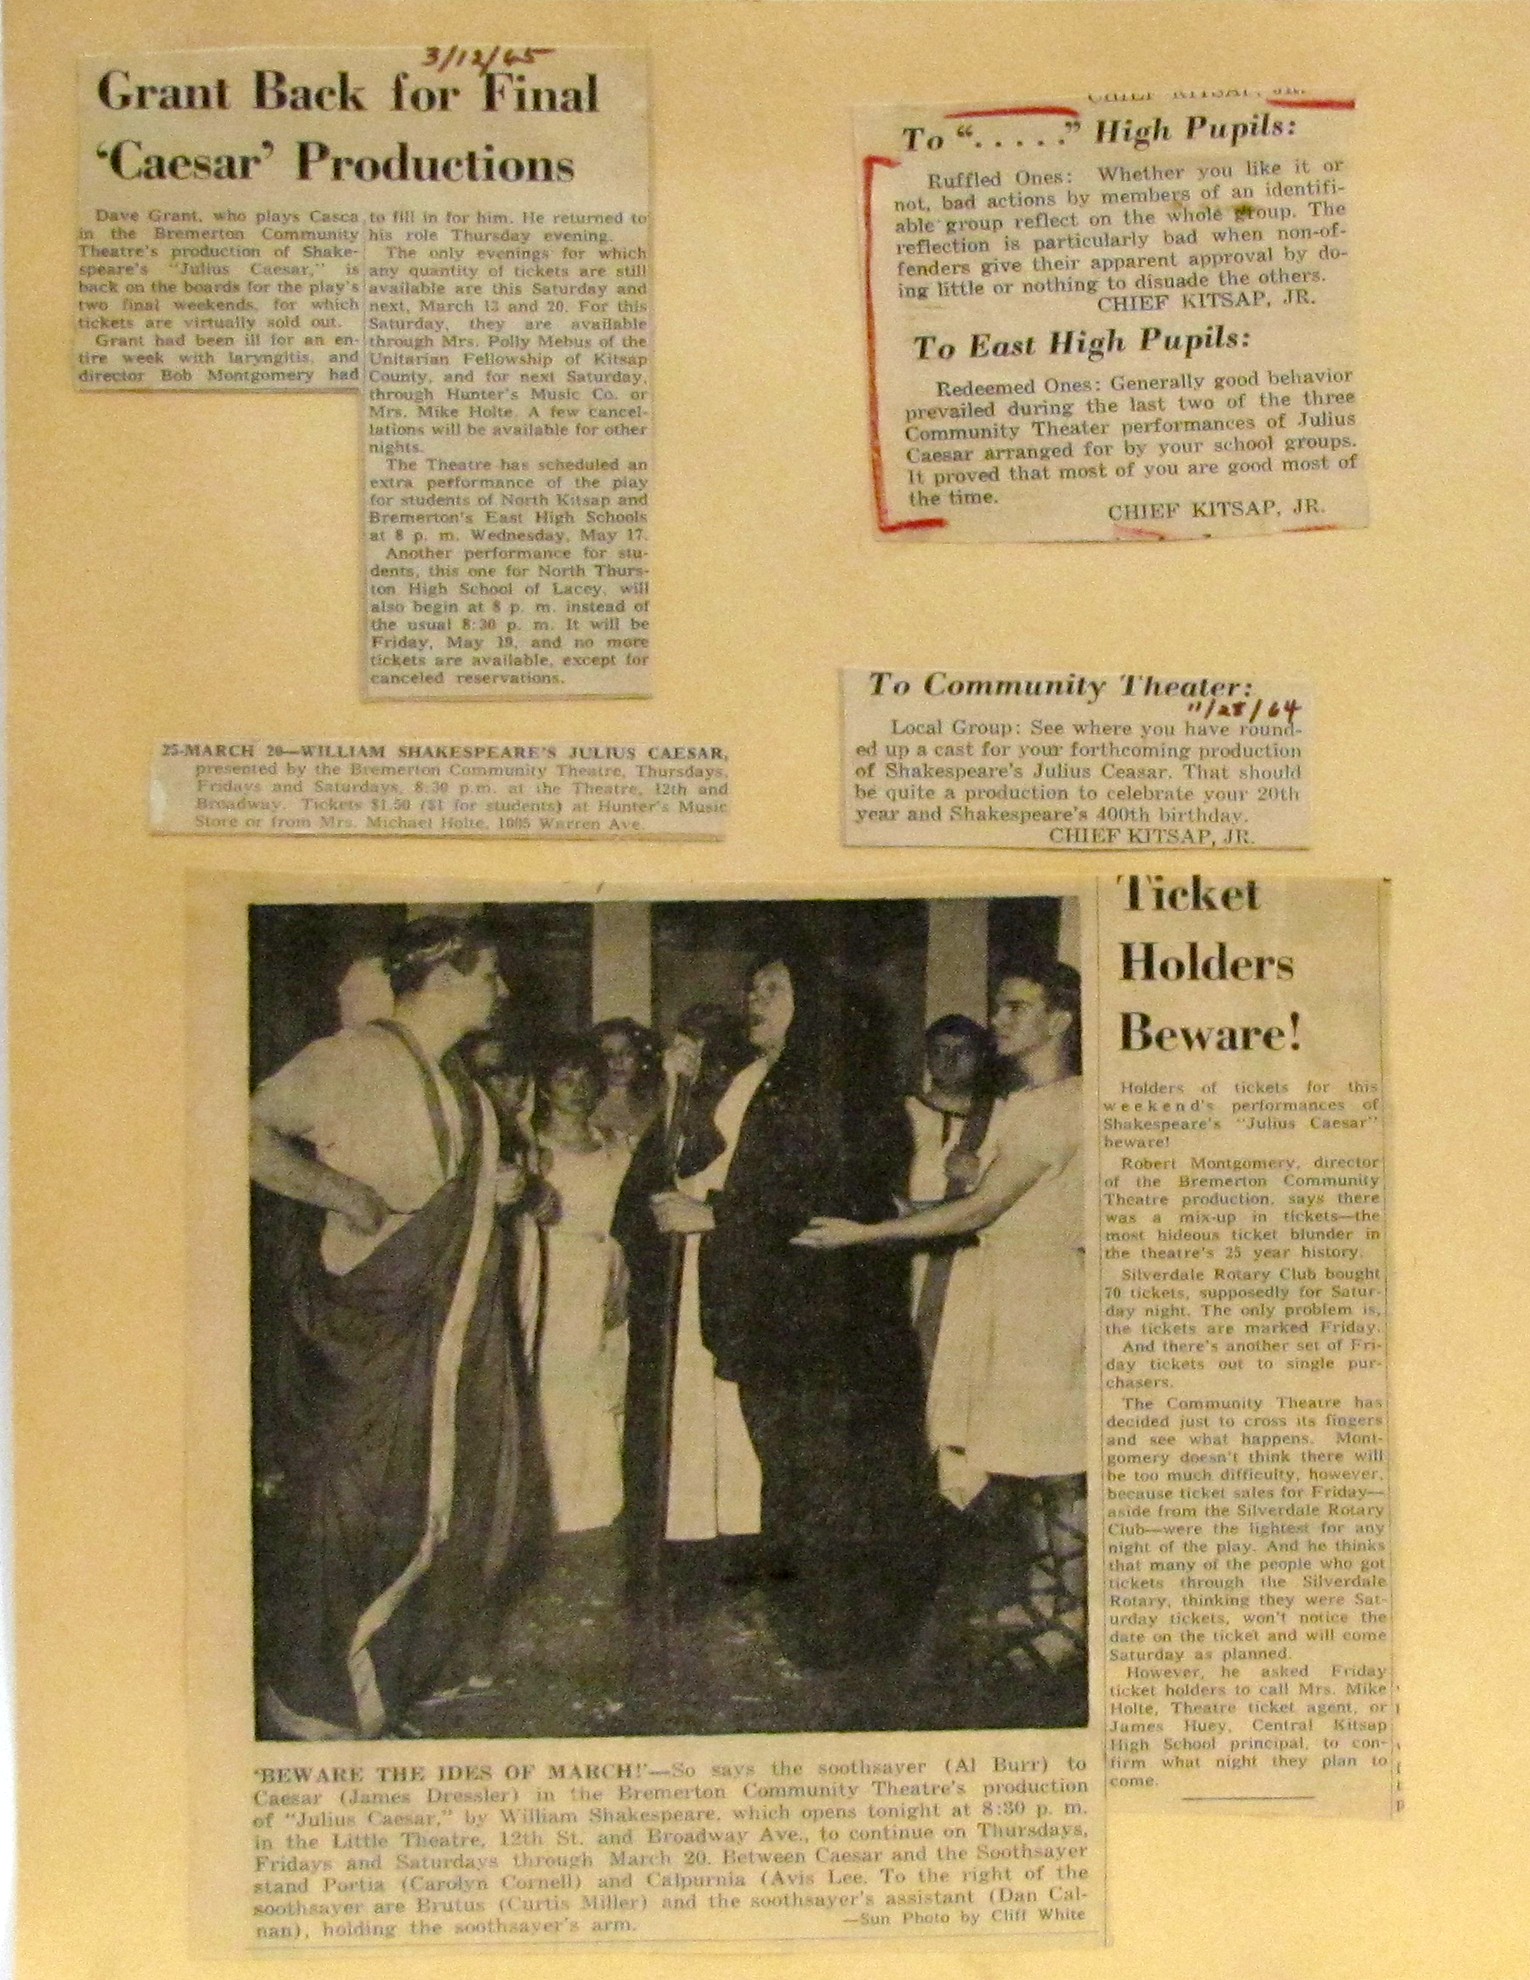 3/12/65
Grant Back for Final
‘Caesar’ Productions
Dave Grant, who plays Casca
in the Bremerton Community
Theatre's production of Shake-
speare's "Julius Caesar," is
back on the boards for the play's
two final weekends, for which
tickets are virtually sold out.
Grant had been ill for an en-
tire week with laryngitis, and
director Bob Montgomery had
to fill in for him. He returned to
his role Thursday evening.
The only evenings for which
any quantity of tickets are still
available are this Saturday and
next, March 13 and 20. For this
Saturday, they are available
through Mrs. Polly Mebus of the
Unitarian Fellowship of Kitsap
County, and for next Saturday,
through Hunter's Music Co. or
Mrs. Mike Holte. A few cancel-
lations will be available for other
nights.
The Theatre has scheduled an
extra performance of the play
for students of North Kitsap and
Bremerton's East High Schools
at 8 p. m. Wednesday, May 17.
Another performance for stu-
dents, this one for North Thurs-
ton High School of Lacey, will
also begin at 8 p. m. instead of
the usual 8:30 p. m. It will be
Friday, May 19, and no more
tickets are available, except for
canceled reservations.
CHIEF KITSAP, JR.
To “. . . . .” High Pupils:
Ruffled Ones: Whether you like it or
not, bad actions by members of an identifi-
able group reflect on the whole group. The
reflection is particularly bad when non-of-
fenders give their apparent approval by do-
ing little or nothing to disuade the others.
CHIEF KITSAP, JR.
To East High Pupils:
Redeemed Ones: Generally good behavior
prevailed during the last two of the three
Community Theater performances of Julius
Caesar arranged for by your school groups.
It proved that most of you are good most of
the time.
CHIEF KITSAP, JR.
25-MARCH 20—WILLIAM SHAKESPEARE'S JULIUS CAESAR,
presented by the Bremerton Community Theatre, Thursdays,
Fridays and Saturdays, 8:30 p.m. at the Theatre, 12th and
Broadway. Tickets $1.50 ($1 for students) at Hunter's Music
Store or from Mrs. Michael Holte, 1005 Warren Ave.
To Community Theater:
11/28/64
Local Group: See where you have round-
ed up a cast for your forthcoming production
of Shakespeare's Julius Ceasar. That should
be quite a production to celebrate your 20th
year and Shakespeare's 400th birthday.
CHIEF KITSAP, JR.
‘BEWARE THE IDES OF MARCH!’—So says the soothsayer (Al Burr) to
Caesar (James Dressler) in the Bremerton Community Theatre's production
of "Julius Caesar," by William Shakespeare, which opens tonight at 8:30 p. m.
in the Little Theatre, 12th St. and Broadway Ave., to continue on Thursdays,
Fridays and Saturdays through March 20. Between Caesar and the Soothsayer
stand Portia (Carolyn Cornell) and Calpurnia (Avis Lee. To the right of the
soothsayer are Brutus (Curtis Miller) and the soothsayer's assistant (Dan Cal-
nan), holding the soothsayer's arm.
—Sun Photo by Cliff White
Ticket
Holders
Beware!
Holders of tickets for this
weekend's performances of
Shakespeare's "Julius Caesar"
beware!
Robert Montgomery, director
of the Bremerton Community
Theatre production, says there
was a mix-up in tickets—the
most hideous ticket blunder in
the theatre's 25 year history.
Silverdale Rotary Club bought
70 tickets, supposedly for Satur-
day night. The only problem is,
the tickets are marked Friday.
And there's another set of Fri-
day tickets out to single pur-
chasers.
The Community Theatre has
decided just to cross its fingers
and see what happens. Mont-
gomery doesn't think there will
be too much difficulty, however,
because ticket sales for Friday—
aside from the Silverdale Rotary
Club—were the lightest for any
night of the play. And he thinks
that many of the people who got
tickets through the Silverdale
Rotary, thinking they were Sat-
urday tickets, won't notice the
date on the ticket and will come
Saturday as planned.
However, he asked Friday
ticket holders to call Mrs. Mike
Holte, Theatre ticket agent, or
James Huey, Central Kitsap
High School principal, to con-
firm what night they plan to
come.